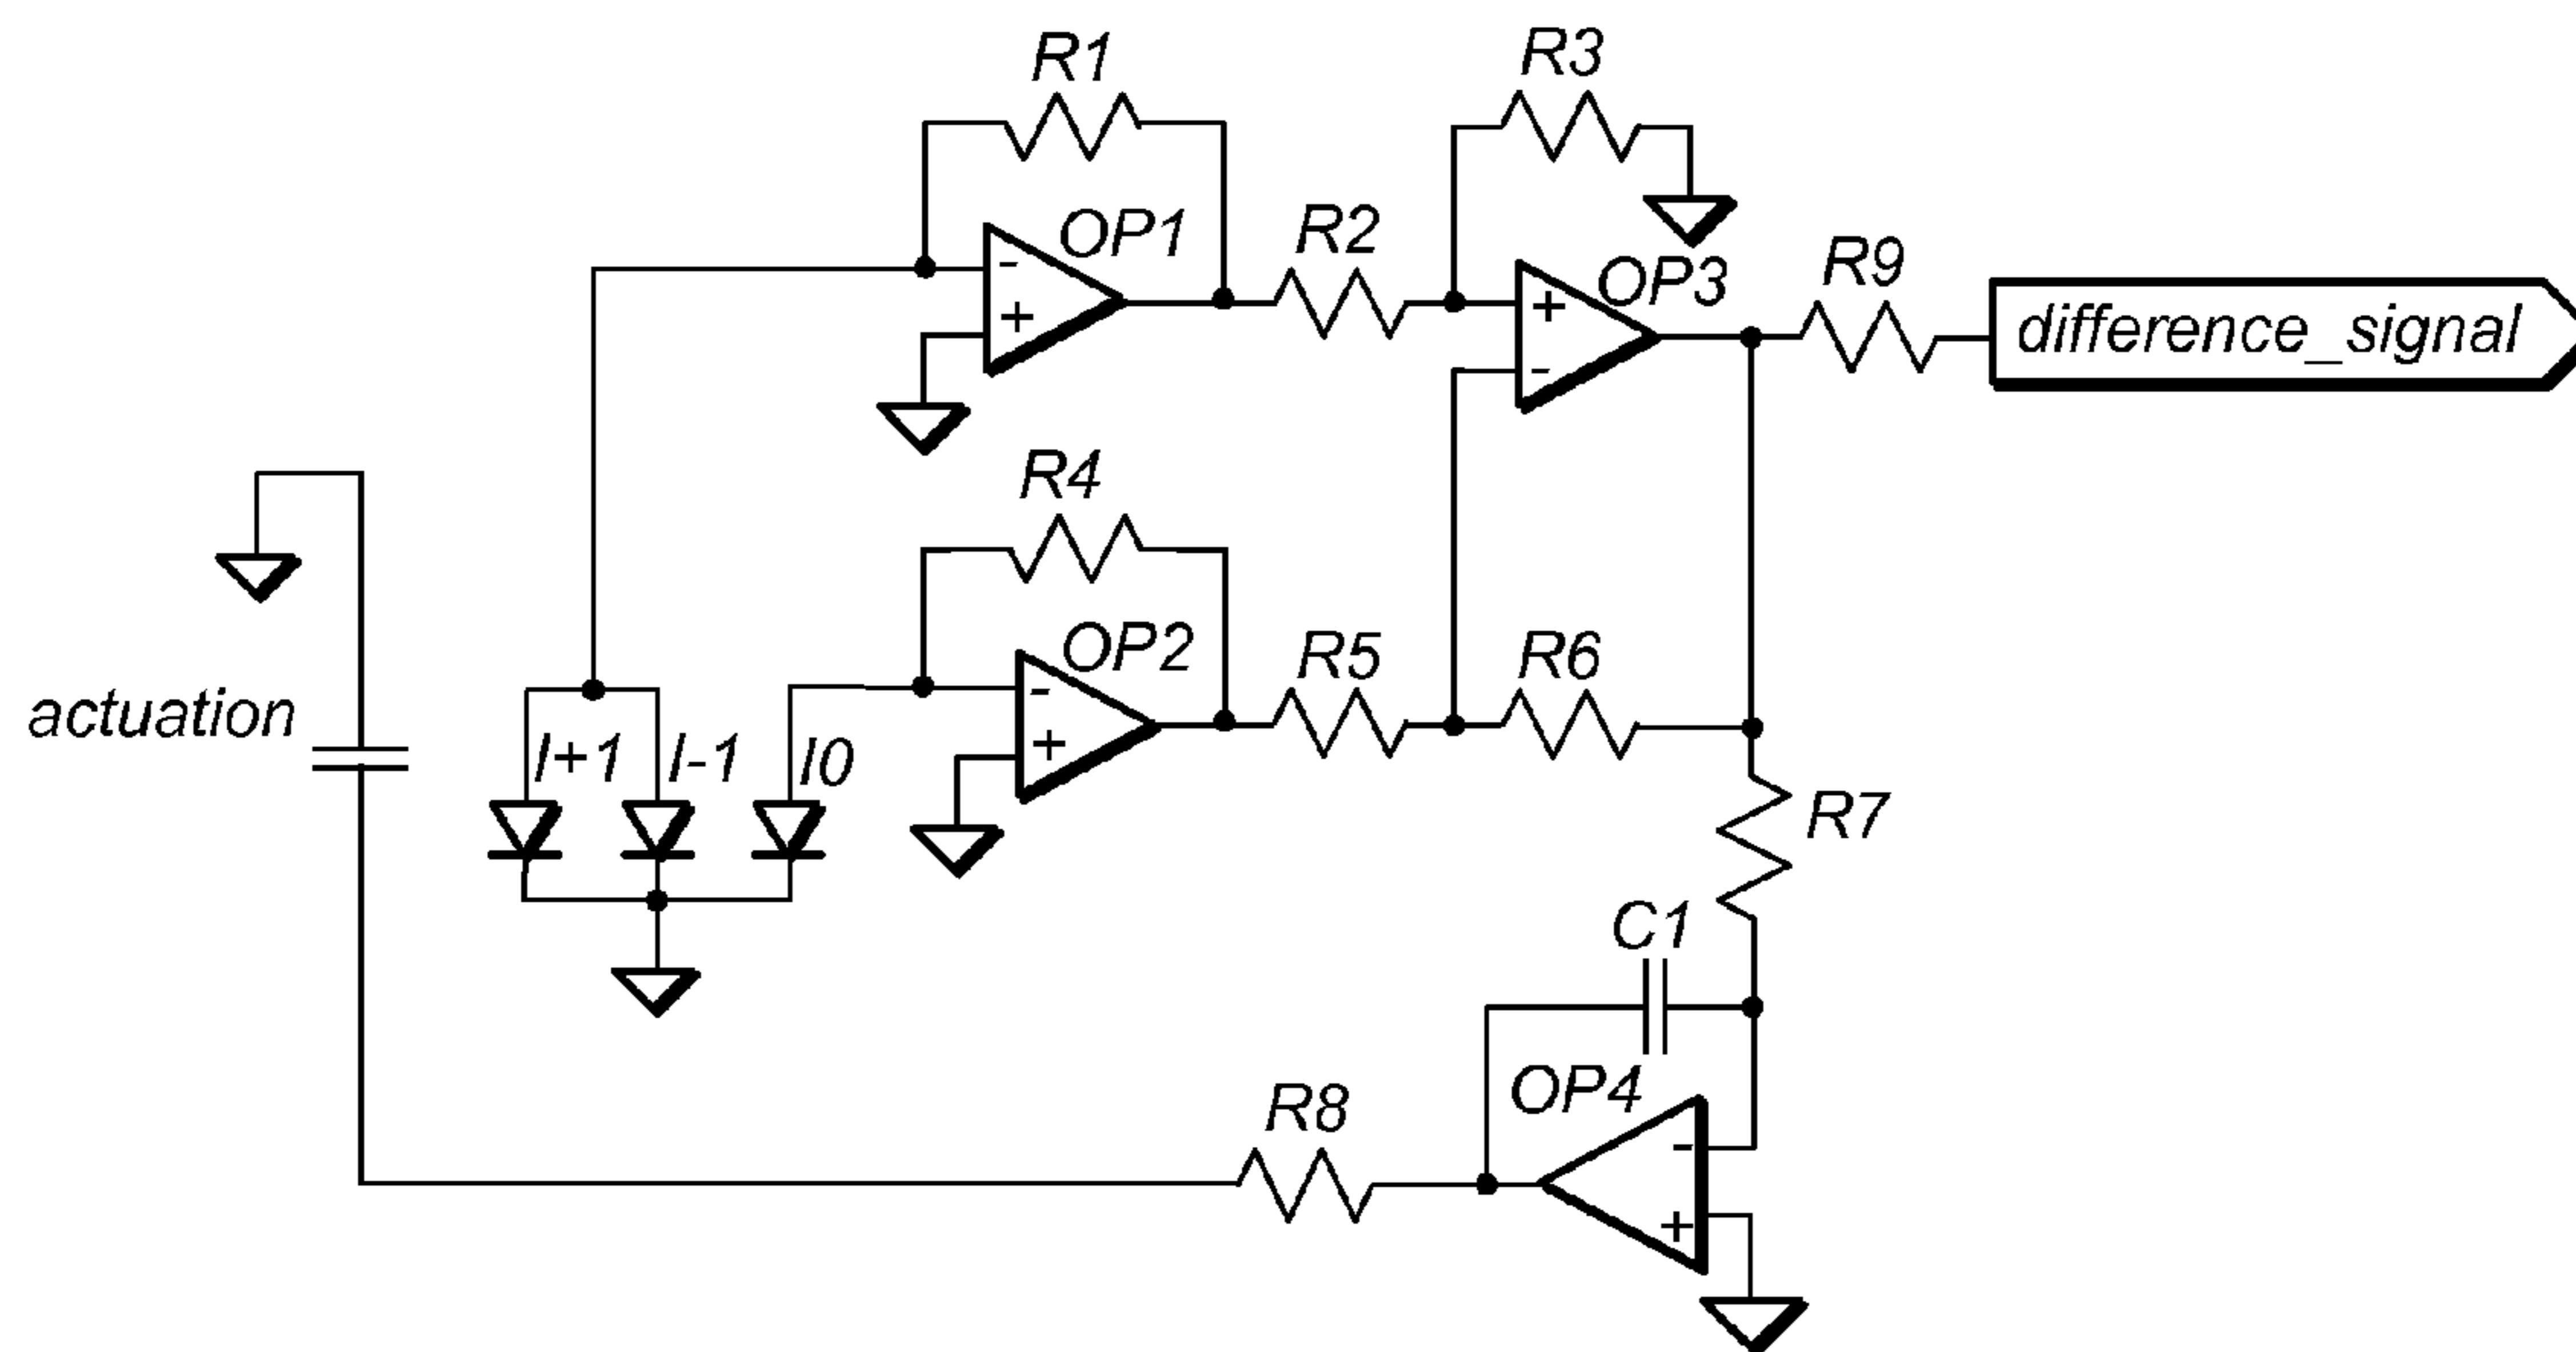 R1
R3
OP1
R2
OP3
R9
-
+
+
-
difference_signal
R4
OP2
R5
R6
actuation
I+1
I-1
I0
-
+
R7
C1
OP4
R8
-
+